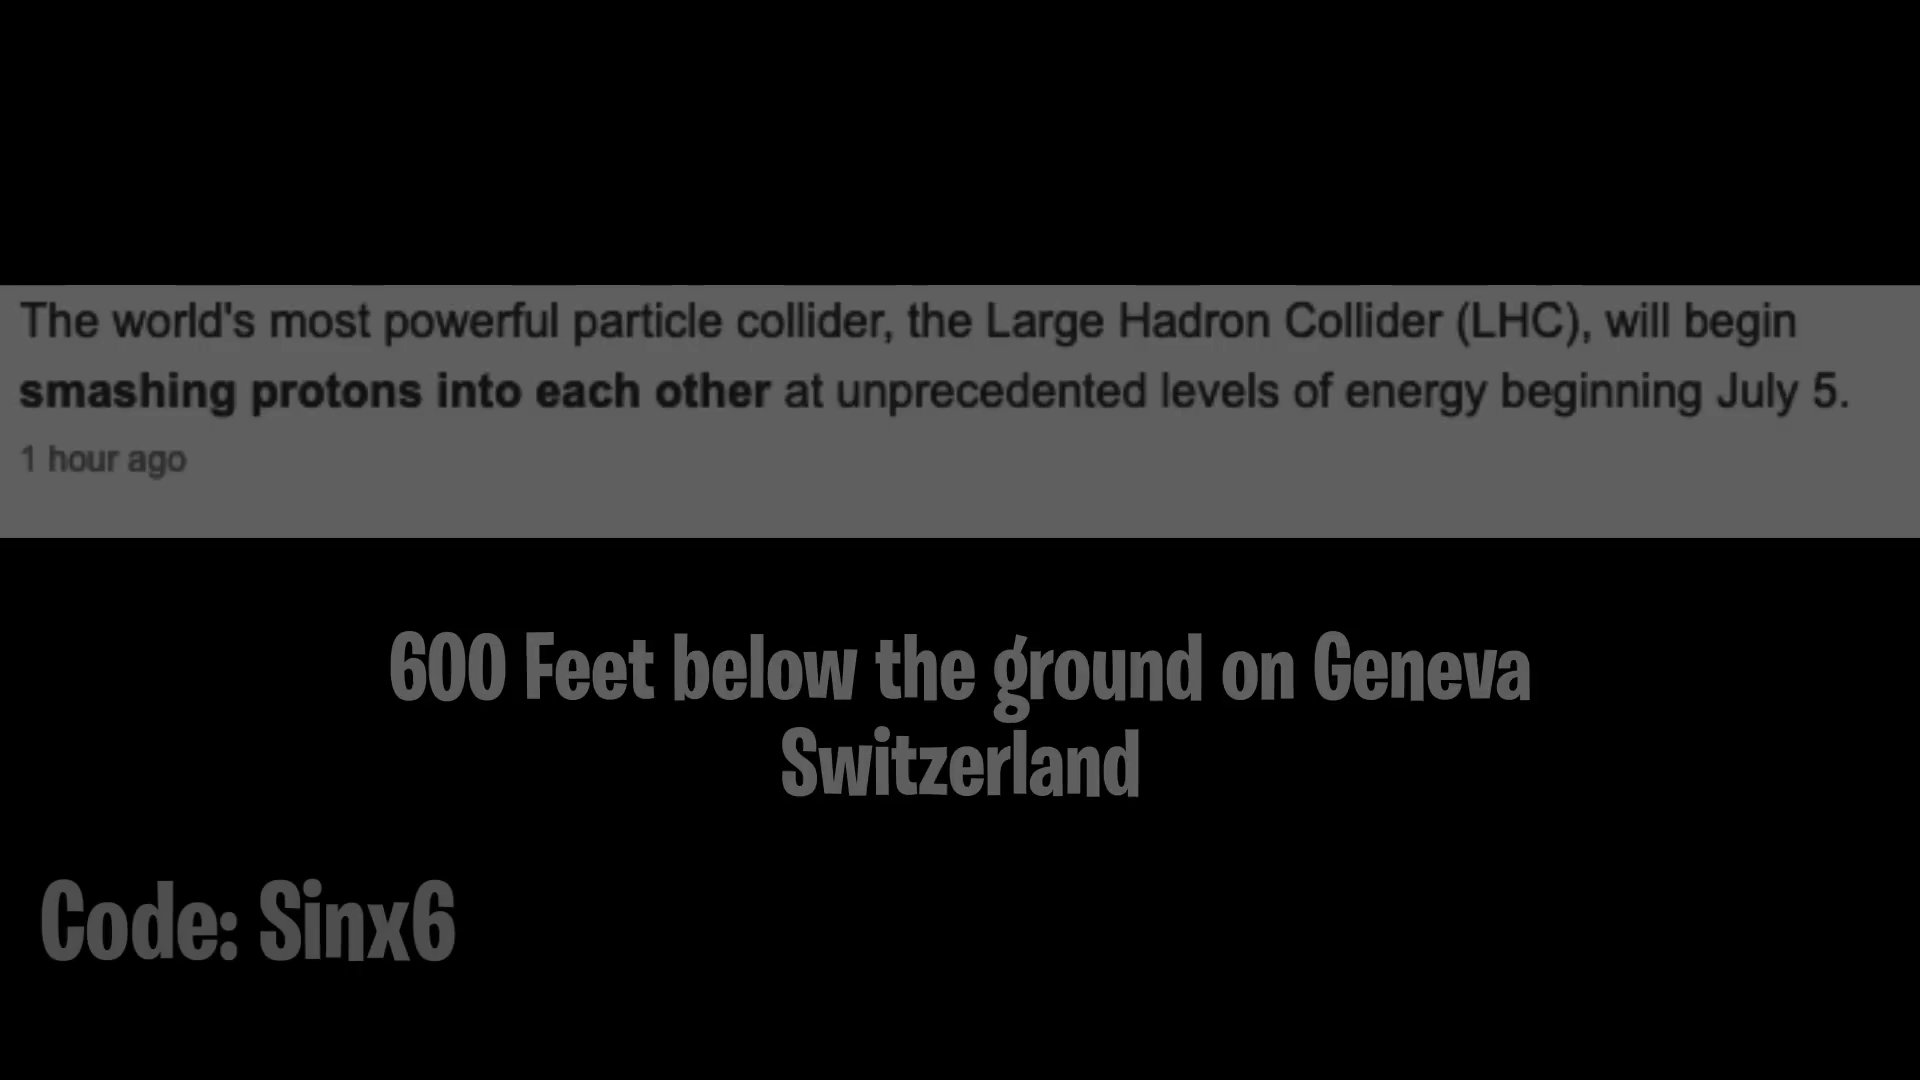 The world's most powerful particle collider, the Large Hadron Collider (LHC), will begin
smashing protons into each other at unprecedented levels of energy beginning July 5.
1 hour ago
600 Feet below the ground on Geneva
Switzerland
Code: Sinx6